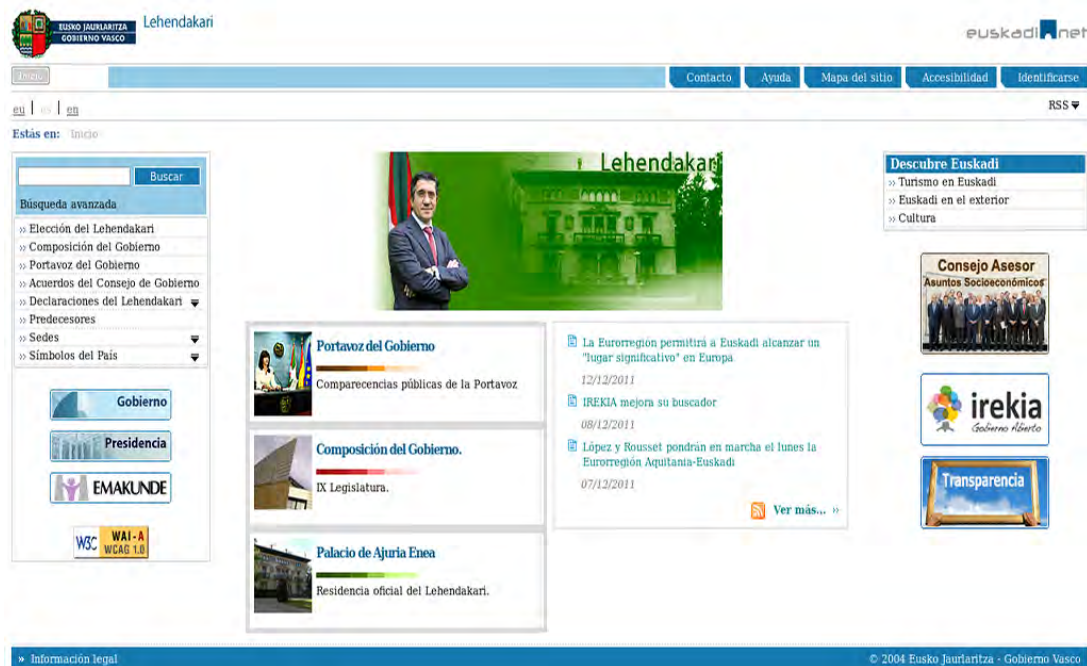 EUSKO JAURLARITZA
GOBIERNO VASCO
Lehendakari
euskadi net
Inicio
Contacto
Ayuda
Mapa del sitio
Accesibilidad
Identificarse
eu | es | en
RSS
Estás en: Inicio
Buscar
Búsqueda avanzada
» Elección del Lehendakari
» Composición del Gobierno
» Portavoz del Gobierno
» Acuerdos del Consejo de Gobierno
» Declaraciones del Lehendakari
» Predecesores
» Sedes
» Símbolos del País
Gobierno
Presidencia
EMAKUNDE
W3C WAI-A
WCAG 1.0
Lehendakari
Portavoz del Gobierno
Comparecencias públicas de la Portavoz
Composición del Gobierno.
IX Legislatura.
Palacio de Ajuria Enea
Residencia oficial del Lehendakari.
La Eurorregión permitirá a Euskadi alcanzar un
"lugar significativo" en Europa
12/12/2011
IREKIA mejora su buscador
08/12/2011
López y Rousset pondrán en marcha el lunes la
Eurorregión Aquitania-Euskadi
07/12/2011
Ver más... »
Descubre Euskadi
» Turismo en Euskadi
» Euskadi en el exterior
» Cultura
Consejo Asesor
Asuntos Socioeconómicos
irekia
Gobierno Abierto
Transparencia
» Información legal
© 2004 Eusko Jaurlaritza - Gobierno Vasco